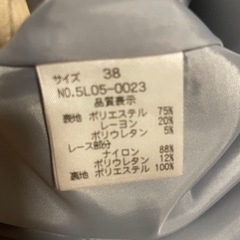 サイズ 38
NO.5L05-0023
品質表示
表地 ポリエステル 75%
レーヨン 20%
ポリウレタン 5%
レース部分
ナイロン 88%
ポリウレタン 12%
裏地 ポリエステル 100%